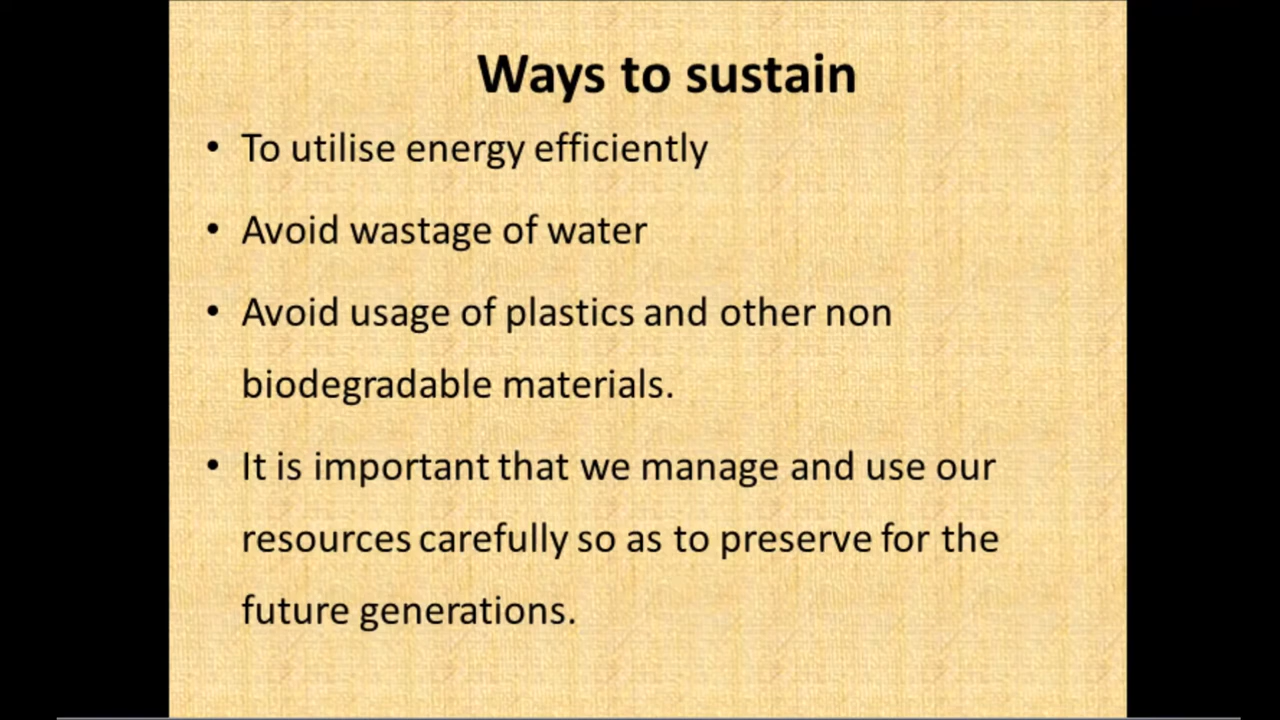 Ways to sustain
• To utilise energy efficiently
• Avoid wastage of water
• Avoid usage of plastics and other non
biodegradable materials.
• It is important that we manage and use our
resources carefully so as to preserve for the
future generations.